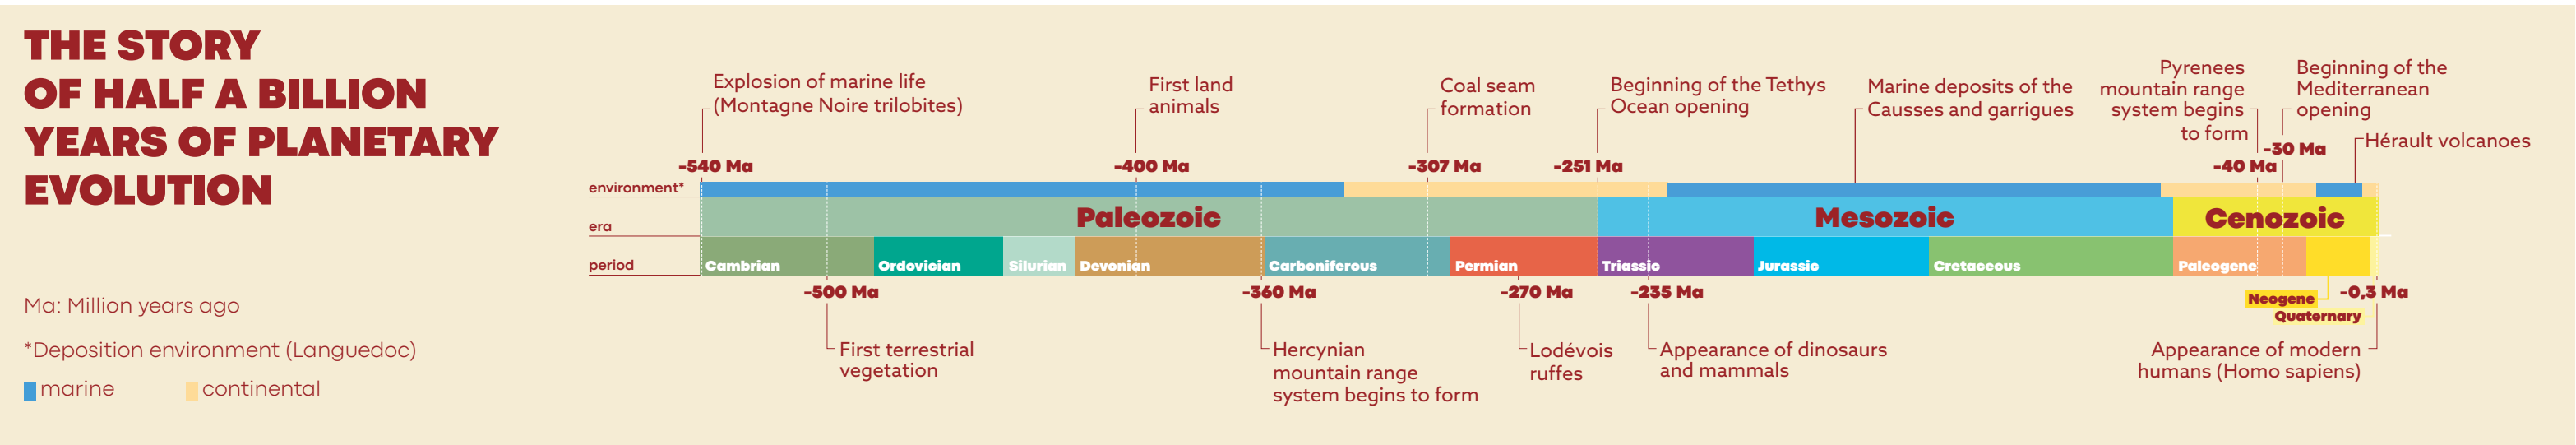 THE STORY
OF HALF A BILLION
YEARS OF PLANETARY
EVOLUTION
Ma: Million years ago
*Deposition environment (Languedoc)
marine
continental
Explosion of marine life
(Montagne Noire trilobites)
-540 Ma
First land
animals
-400 Ma
Coal seam
formation
-307 Ma
Beginning of the Tethys
Ocean opening
-251 Ma
Marine deposits of the
Causses and garrigues
Pyrenees
mountain range
system begins
to form
-40 Ma
Beginning of the
Mediterranean
opening
-30 Ma
Hérault volcanoes
environment*
era
Paleozoic
Mesozoic
Cenozoic
period
Cambrian
Ordovician
Silurian
Devonian
Carboniferous
Permian
Triassic
Jurassic
Cretaceous
Paleogene
Neogene
Quaternary
-500 Ma
First terrestrial
vegetation
-360 Ma
Hercynian
mountain range
system begins to form
-270 Ma
Lodévois
ruffes
-235 Ma
Appearance of dinosaurs
and mammals
-0,3 Ma
Appearance of modern
humans (Homo sapiens)